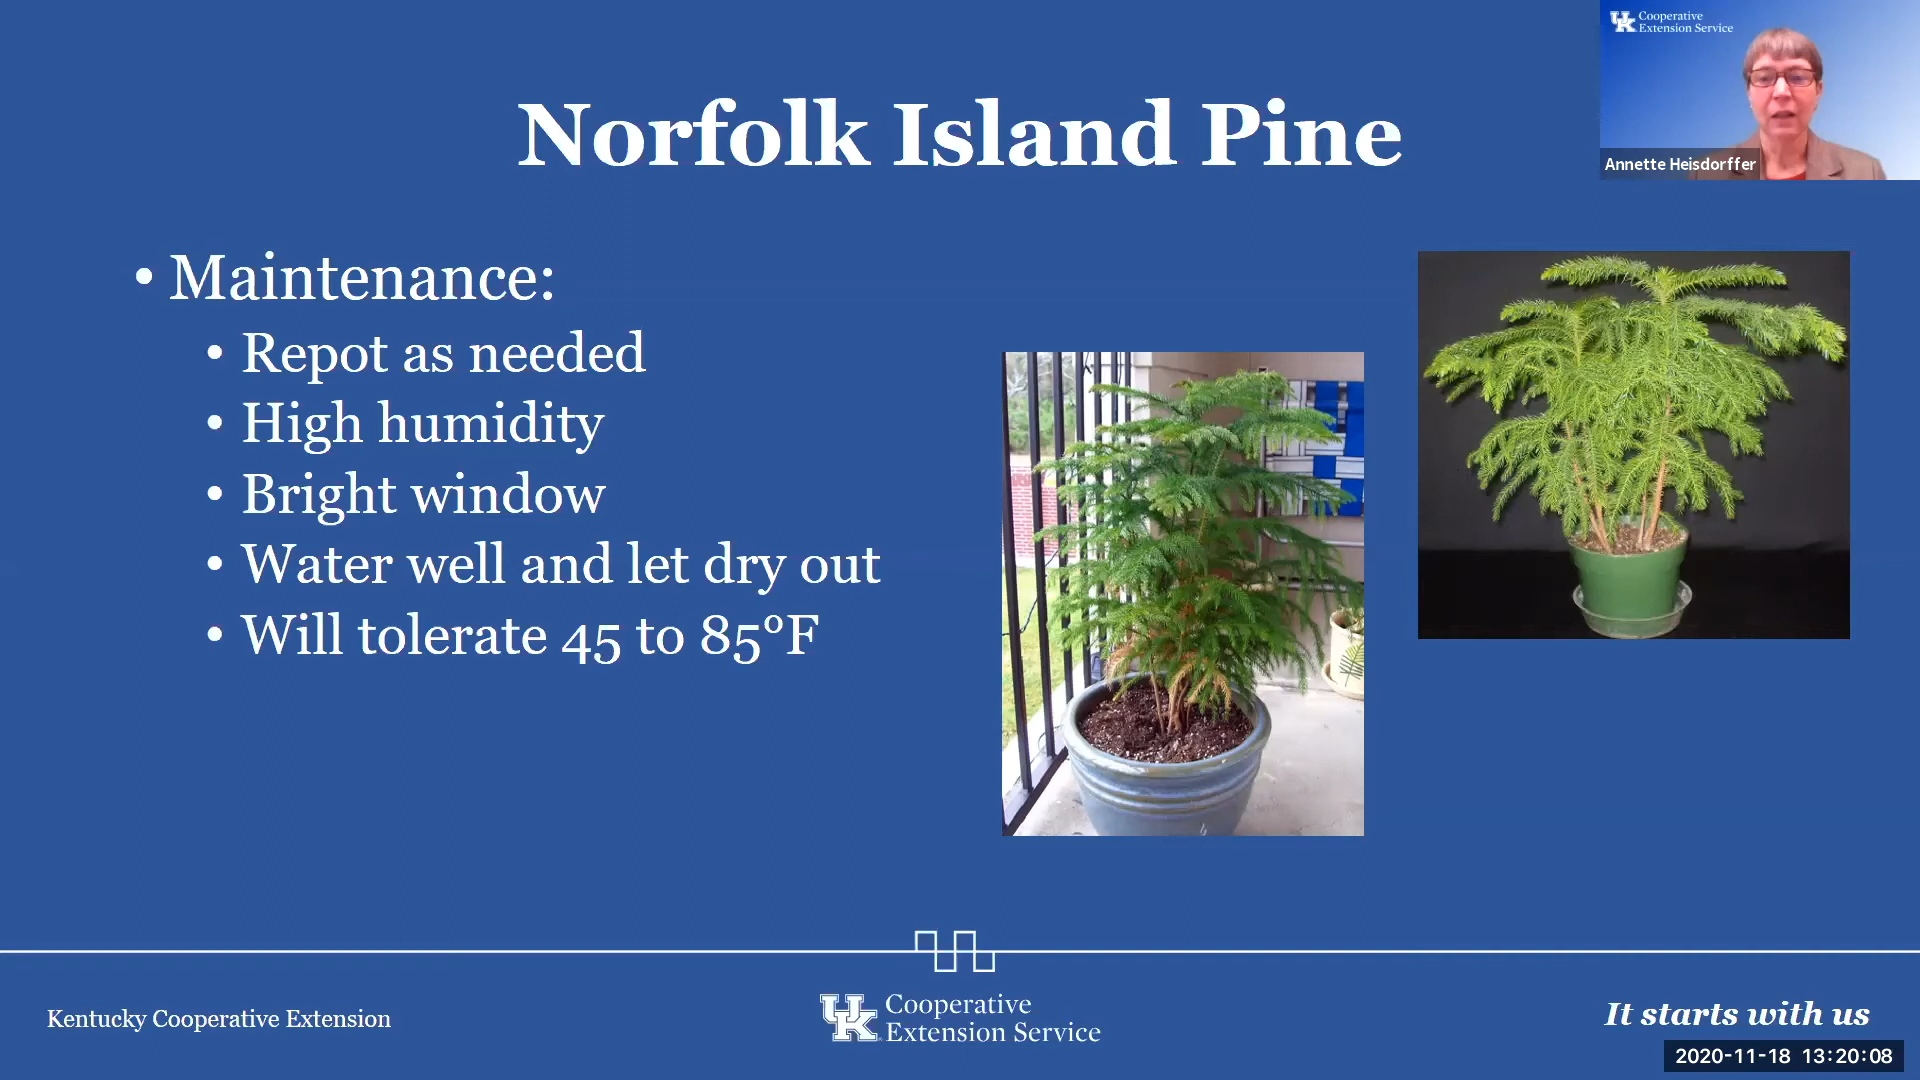 UK Cooperative
Extension Service
Annette Heisdorffer
Norfolk Island Pine
• Maintenance:
• Repot as needed
• High humidity
• Bright window
• Water well and let dry out
• Will tolerate 45 to 85°F
Kentucky Cooperative Extension
UK Cooperative
Extension Service
It starts with us
2020-11-18 13:20:08